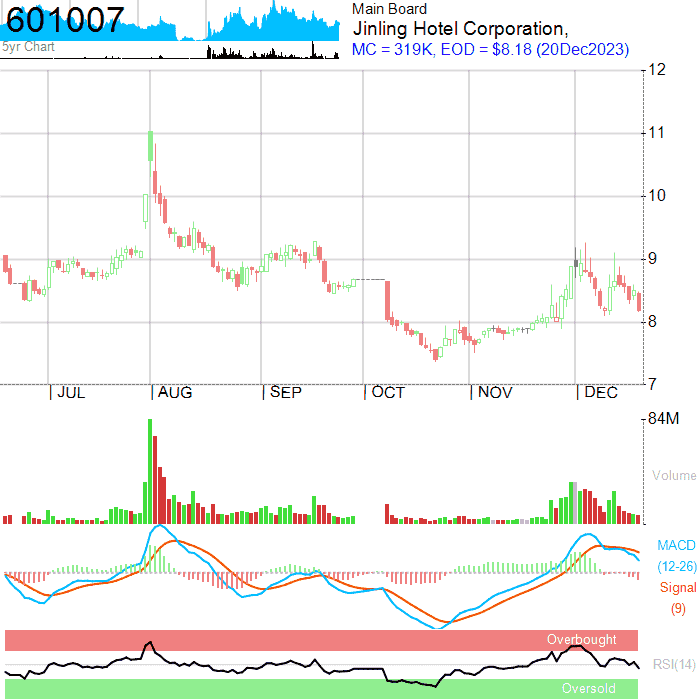 601007
5yr Chart
Main Board
Jinling Hotel Corporation,
MC = 319K, EOD = $8.18 (20Dec2023)
12
11
10
9
8
7
JUL AUG SEP OCT NOV DEC
84M
Volume
MACD
(12-26)
Signal
(9)
Overbought
RSI(14)
Oversold